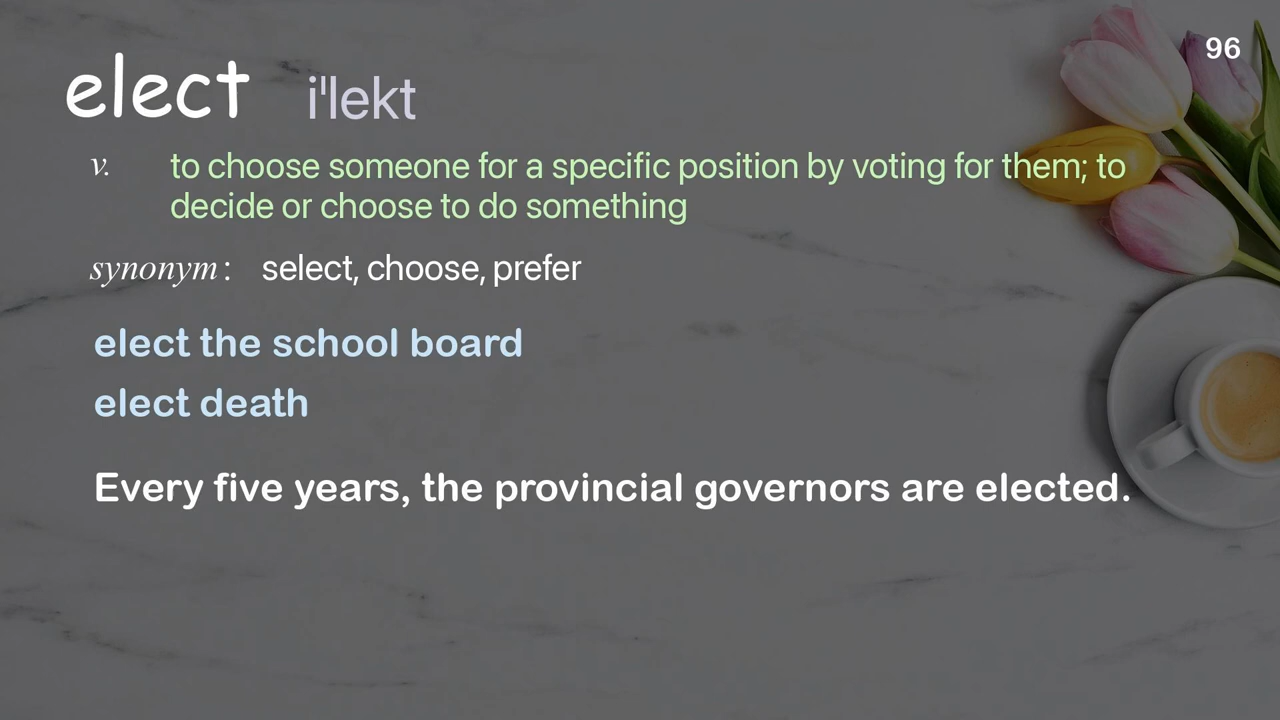 96
elect iˈlekt
v. to choose someone for a specific position by voting for them; to
decide or choose to do something
synonym : select, choose, prefer
elect the school board
elect death
Every five years, the provincial governors are elected.